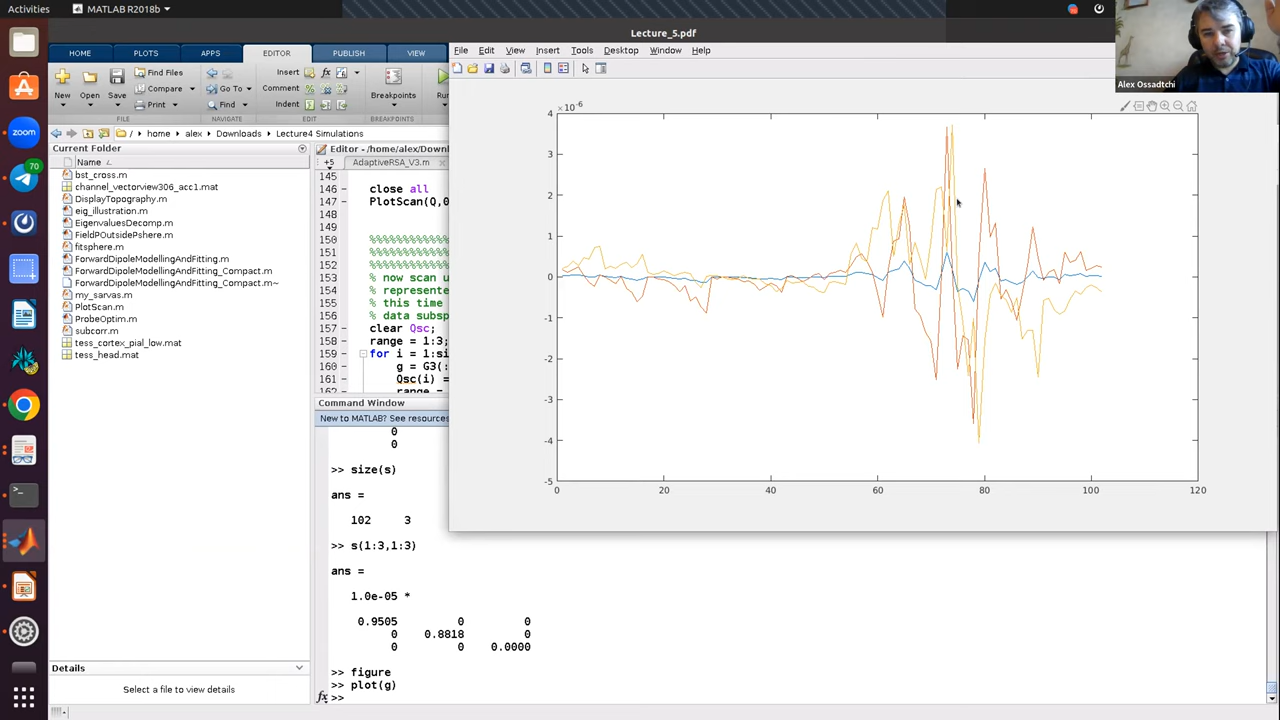 Activities
MATLAB R2018b
Lecture_5.pdf
HOME
PLOTS
APPS
EDITOR
PUBLISH
VIEW
File
Edit
View
Insert
Tools
Desktop
Window
Help
New
Open
Save
Find Files
Compare
Print
Go To
Find
Insert
Comment
Indent
Breakpoints
Ru
FILE
NAVIGATE
EDIT
BREAKPOINTS
Alex Ossadtchi
/ home alex Downloads Lecture4 Simulations
Current Folder
Name
bst_cross.m
channel_vectorview306_acc1.mat
DisplayTopography.m
eig_illustration.m
EigenvaluesDecomp.m
FieldPOutsidePshere.m
fitsphere.m
ForwardDipoleModellingAndFitting.m
ForwardDipoleModellingAndFitting_Compact.m
ForwardDipoleModellingAndFitting_Compact.m~
my_sarvas.m
PlotScan.m
ProbeOptim.m
subcorr.m
tess_cortex_pial_low.mat
tess_head.mat
Details
Select a file to view details
zoom
70
Editor - /home/alex/Down
+5
AdaptiveRSA_V3.m
145
146 close all
147 PlotScan(Q,0
148
149
150 %%%%%%%%%%%%
151 %%%%%%%%%%%%
152 %%%%%%%%%%%%
153 % now scan u
154 % represente
155 % this time
156 % data subsp
157 clear Qsc;
158 range = 1:3;
159 for i = 1:si
160 g = G3(:
161 Qsc(i) =
162 range =
Command Window
New to MATLAB? See resources
0
0
>> size(s)
ans =
102 3
>> s(1:3,1:3)
ans =
1.0e-05 *
0.9505 0 0
0 0.8818 0
0 0 0.0000
>> figure
>> plot(g)
fx >>
×10-6
4
3
2
1
0
-1
-2
-3
-4
-5
0 20 40 60 80 100 120